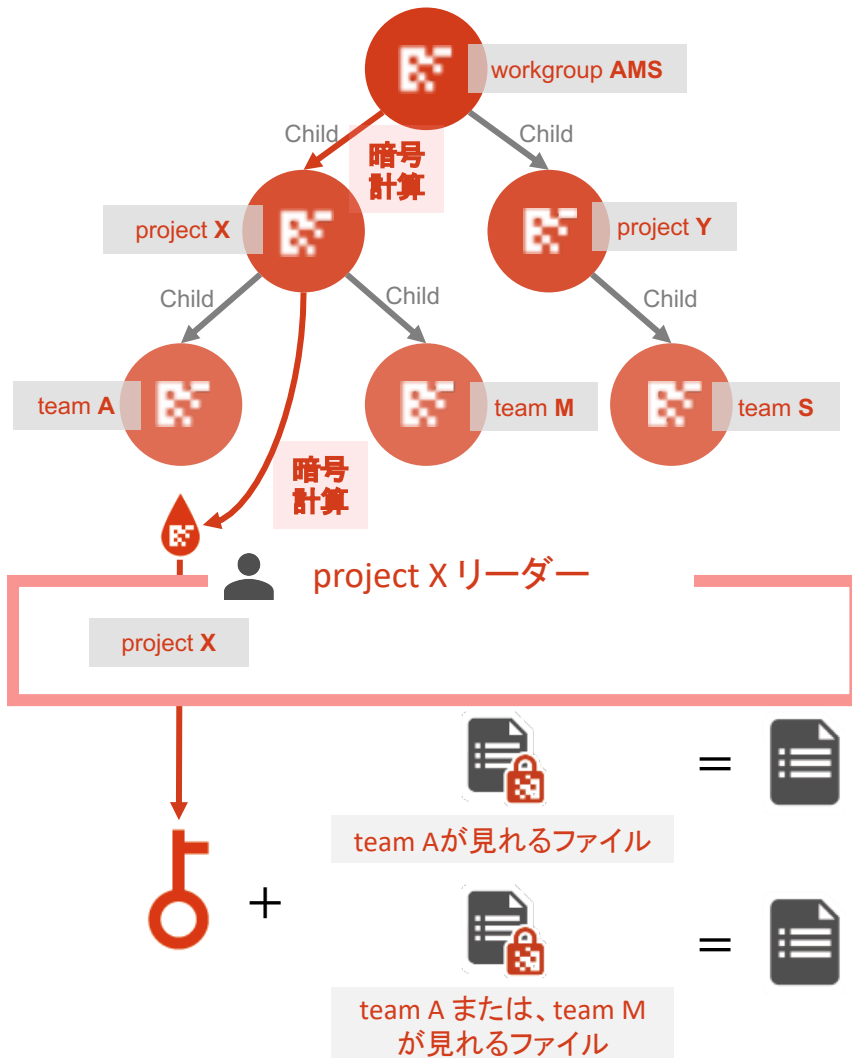 workgroup AMS
Child
Child
暗号
計算
project X
project Y
Child
Child
Child
team A
team M
team S
暗号
計算
project X リーダー
project X
=
team Aが見れるファイル
+
=
team A または、team M
が見れるファイル